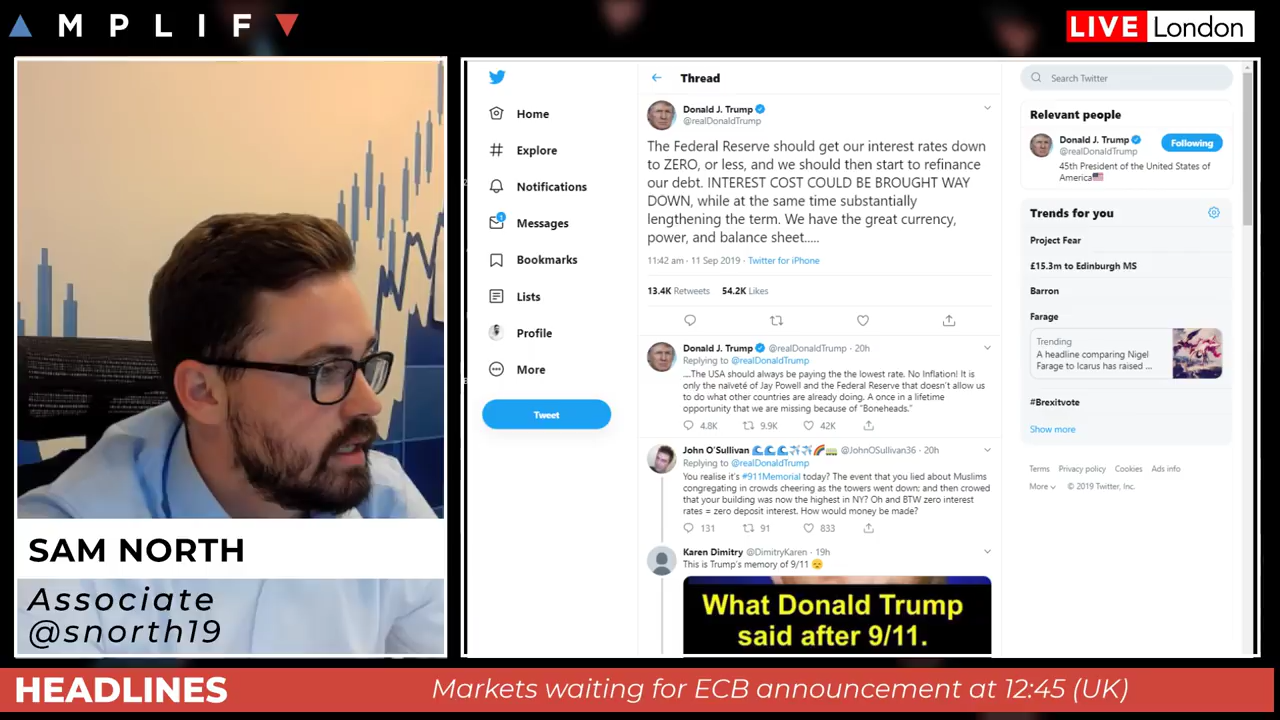 MPLIF
LIVE London
Home
Explore
Notifications
1
Messages
Bookmarks
Lists
Profile
More
Tweet
Thread
Donald J. Trump
@realDonaldTrump
The Federal Reserve should get our interest rates down
to ZERO, or less, and we should then start to refinance
our debt. INTEREST COST COULD BE BROUGHT WAY
DOWN, while at the same time substantially
lengthening the term. We have the great currency,
power, and balance sheet.....
11:42 am · 11 Sep 2019 · Twitter for iPhone
13.4K Retweets 54.2K Likes
Donald J. Trump @realDonaldTrump · 20h
Replying to @realDonaldTrump
....The USA should always be paying the the lowest rate. No Inflation! It is
only the naïveté of Jay Powell and the Federal Reserve that doesn't allow us
to do what other countries are already doing. A once in a lifetime
opportunity that we are missing because of "Boneheads."
4.8K 9.9K 42K
John O'Sullivan @JohnOSullivan36 · 20h
Replying to @realDonaldTrump
You realise it's #911Memorial today? The event that you lied about Muslims
congregating in crowds cheering as the towers went down; and then crowed
that your building was now the highest in NY? Oh and BTW zero interest
rates = zero deposit interest. How would money be made?
131 91 833
Karen Dimitry @DimitryKaren · 19h
This is Trump's memory of 9/11
What Donald Trump
said after 9/11.
Search Twitter
Relevant people
Donald J. Trump
Following
@realDonaldTrump
45th President of the United States of
America
Trends for you
Project Fear
£15.3m to Edinburgh MS
Barron
Farage
Trending
A headline comparing Nigel
Farage to Icarus has raised ...
#Brexitvote
Show more
Terms Privacy policy Cookies Ads info
More © 2019 Twitter, Inc.
SAM NORTH
Associate
@snorth19
HEADLINES
Markets waiting for ECB announcement at 12:45 (UK)